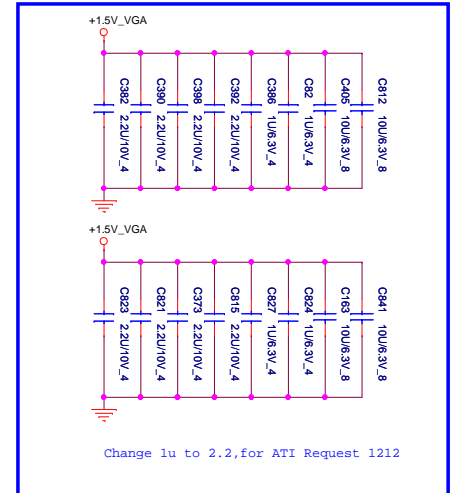 +1.5V_VGA
C382 2.2U/10V_4
C390 2.2U/10V_4
C398 2.2U/10V_4
C392 2.2U/10V_4
C386 1U/6.3V_4
C82 1U/6.3V_4
C405 10U/6.3V_8
C812 10U/6.3V_8
+1.5V_VGA
C823 2.2U/10V_4
C821 2.2U/10V_4
C373 2.2U/10V_4
C815 2.2U/10V_4
C827 1U/6.3V_4
C824 1U/6.3V_4
C163 10U/6.3V_8
C841 10U/6.3V_8
Change 1u to 2.2,for ATI Request 1212